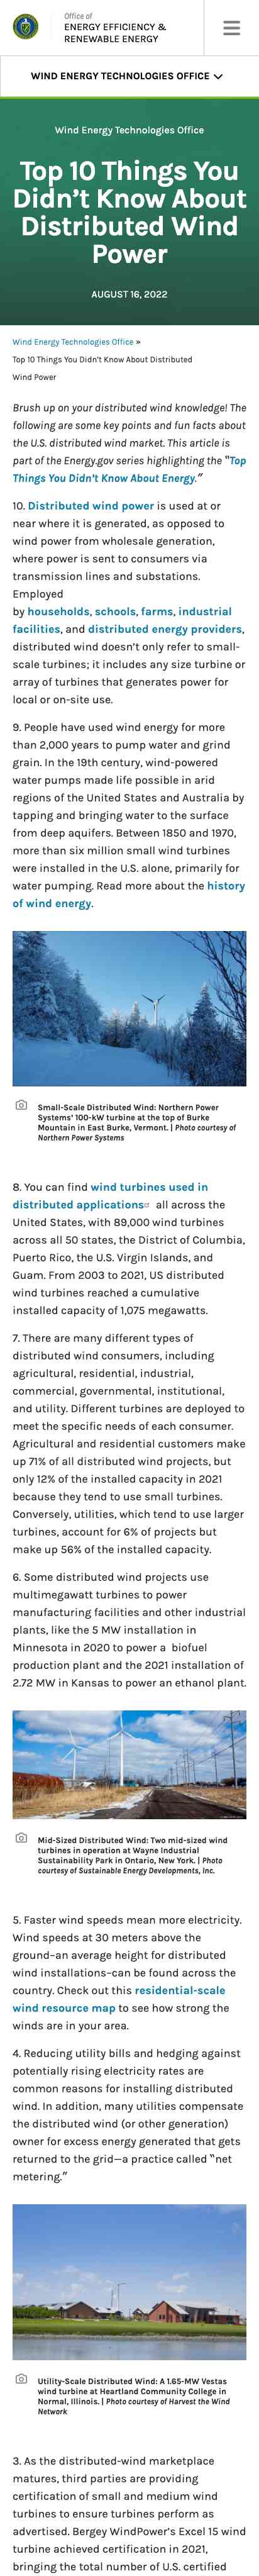 Office of
ENERGY EFFICIENCY &
RENEWABLE ENERGY
WIND ENERGY TECHNOLOGIES OFFICE
Wind Energy Technologies Office
Top 10 Things You
Didn't Know About
Distributed Wind
Power
AUGUST 16, 2022
Wind Energy Technologies Office »
Top 10 Things You Didn't Know About Distributed
Wind Power
Brush up on your distributed wind knowledge! The
following are some key points and fun facts about
the U.S. distributed wind market. This article is
part of the Energy.gov series highlighting the "Top
Things You Didn't Know About Energy."
10. Distributed wind power is used at or
near where it is generated, as opposed to
wind power from wholesale generation,
where power is sent to consumers via
transmission lines and substations.
Employed
by households, schools, farms, industrial
facilities, and distributed energy providers,
distributed wind doesn't only refer to small-
scale turbines; it includes any size turbine or
array of turbines that generates power for
local or on-site use.
9. People have used wind energy for more
than 2,000 years to pump water and grind
grain. In the 19th century, wind-powered
water pumps made life possible in arid
regions of the United States and Australia by
tapping and bringing water to the surface
from deep aquifers. Between 1850 and 1970,
more than six million small wind turbines
were installed in the U.S. alone, primarily for
water pumping. Read more about the history
of wind energy.
Small-Scale Distributed Wind: Northern Power
Systems' 100-kW turbine at the top of Burke
Mountain in East Burke, Vermont. | Photo courtesy of
Northern Power Systems
8. You can find wind turbines used in
distributed applications all across the
United States, with 89,000 wind turbines
across all 50 states, the District of Columbia,
Puerto Rico, the U.S. Virgin Islands, and
Guam. From 2003 to 2021, US distributed
wind turbines reached a cumulative
installed capacity of 1,075 megawatts.
7. There are many different types of
distributed wind consumers, including
agricultural, residential, industrial,
commercial, governmental, institutional,
and utility. Different turbines are deployed to
meet the specific needs of each consumer.
Agricultural and residential customers make
up 71% of all distributed wind projects, but
only 12% of the installed capacity in 2021
because they tend to use small turbines.
Conversely, utilities, which tend to use larger
turbines, account for 6% of projects but
make up 56% of the installed capacity.
6. Some distributed wind projects use
multimegawatt turbines to power
manufacturing facilities and other industrial
plants, like the 5 MW installation in
Minnesota in 2020 to power a biofuel
production plant and the 2021 installation of
2.72 MW in Kansas to power an ethanol plant.
Mid-Sized Distributed Wind: Two mid-sized wind
turbines in operation at Wayne Industrial
Sustainability Park in Ontario, New York. | Photo
courtesy of Sustainable Energy Developments, Inc.
5. Faster wind speeds mean more electricity.
Wind speeds at 30 meters above the
ground–an average height for distributed
wind installations–can be found across the
country. Check out this residential-scale
wind resource map to see how strong the
winds are in your area.
4. Reducing utility bills and hedging against
potentially rising electricity rates are
common reasons for installing distributed
wind. In addition, many utilities compensate
the distributed wind (or other generation)
owner for excess energy generated that gets
returned to the grid—a practice called "net
metering."
Utility-Scale Distributed Wind: A 1.65-MW Vestas
wind turbine at Heartland Community College in
Normal, Illinois. | Photo courtesy of Harvest the Wind
Network
3. As the distributed-wind marketplace
matures, third parties are providing
certification of small and medium wind
turbines to ensure turbines perform as
advertised. Bergey WindPower's Excel 15 wind
turbine achieved certification in 2021,
bringing the total number of U.S. certified